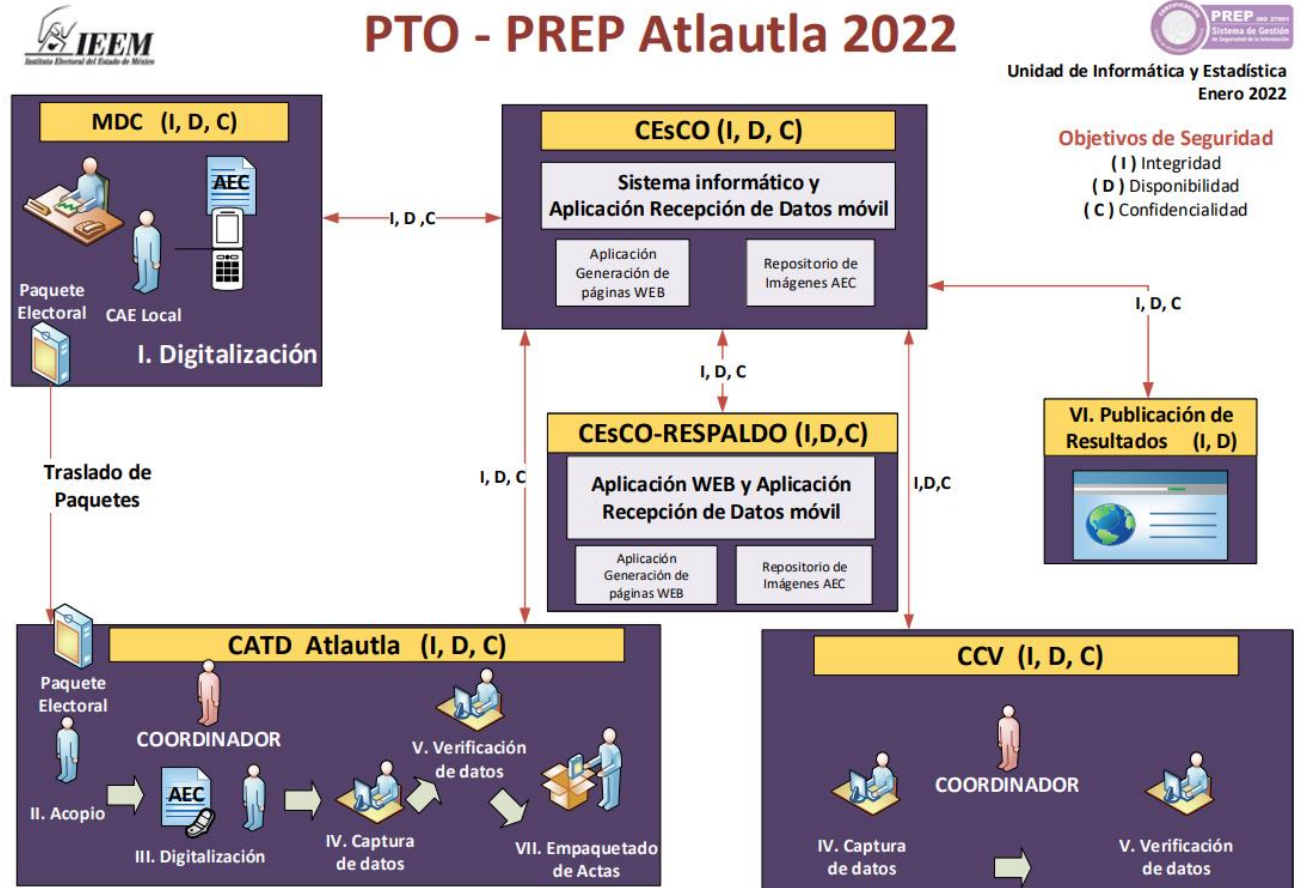 IEEM
Instituto Electoral del Estado de México
PTO - PREP Atlautla 2022
PREP ISO 27001
Sistema de Gestión
de Seguridad de la Información
Unidad de Informática y Estadística
Enero 2022
Objetivos de Seguridad
( I ) Integridad
( D ) Disponibilidad
( C ) Confidencialidad
MDC (I, D, C)
AEC
Paquete
Electoral
CAE Local
I. Digitalización
I, D ,C
CEsCO (I, D, C)
Sistema informático y
Aplicación Recepción de Datos móvil
Aplicación
Generación de
páginas WEB
Repositorio de
Imágenes AEC
I, D, C
I, D, C
CEsCO-RESPALDO (I,D,C)
Aplicación WEB y Aplicación
Recepción de Datos móvil
Aplicación
Generación de
páginas WEB
Repositorio de
Imágenes AEC
VI. Publicación de
Resultados (I, D)
Traslado de
Paquetes
I, D, C
I,D,C
CATD Atlautla (I, D, C)
Paquete
Electoral
COORDINADOR
II. Acopio
AEC
III. Digitalización
IV. Captura
de datos
V. Verificación
de datos
VII. Empaquetado
de Actas
CCV (I, D, C)
COORDINADOR
IV. Captura
de datos
V. Verificación
de datos